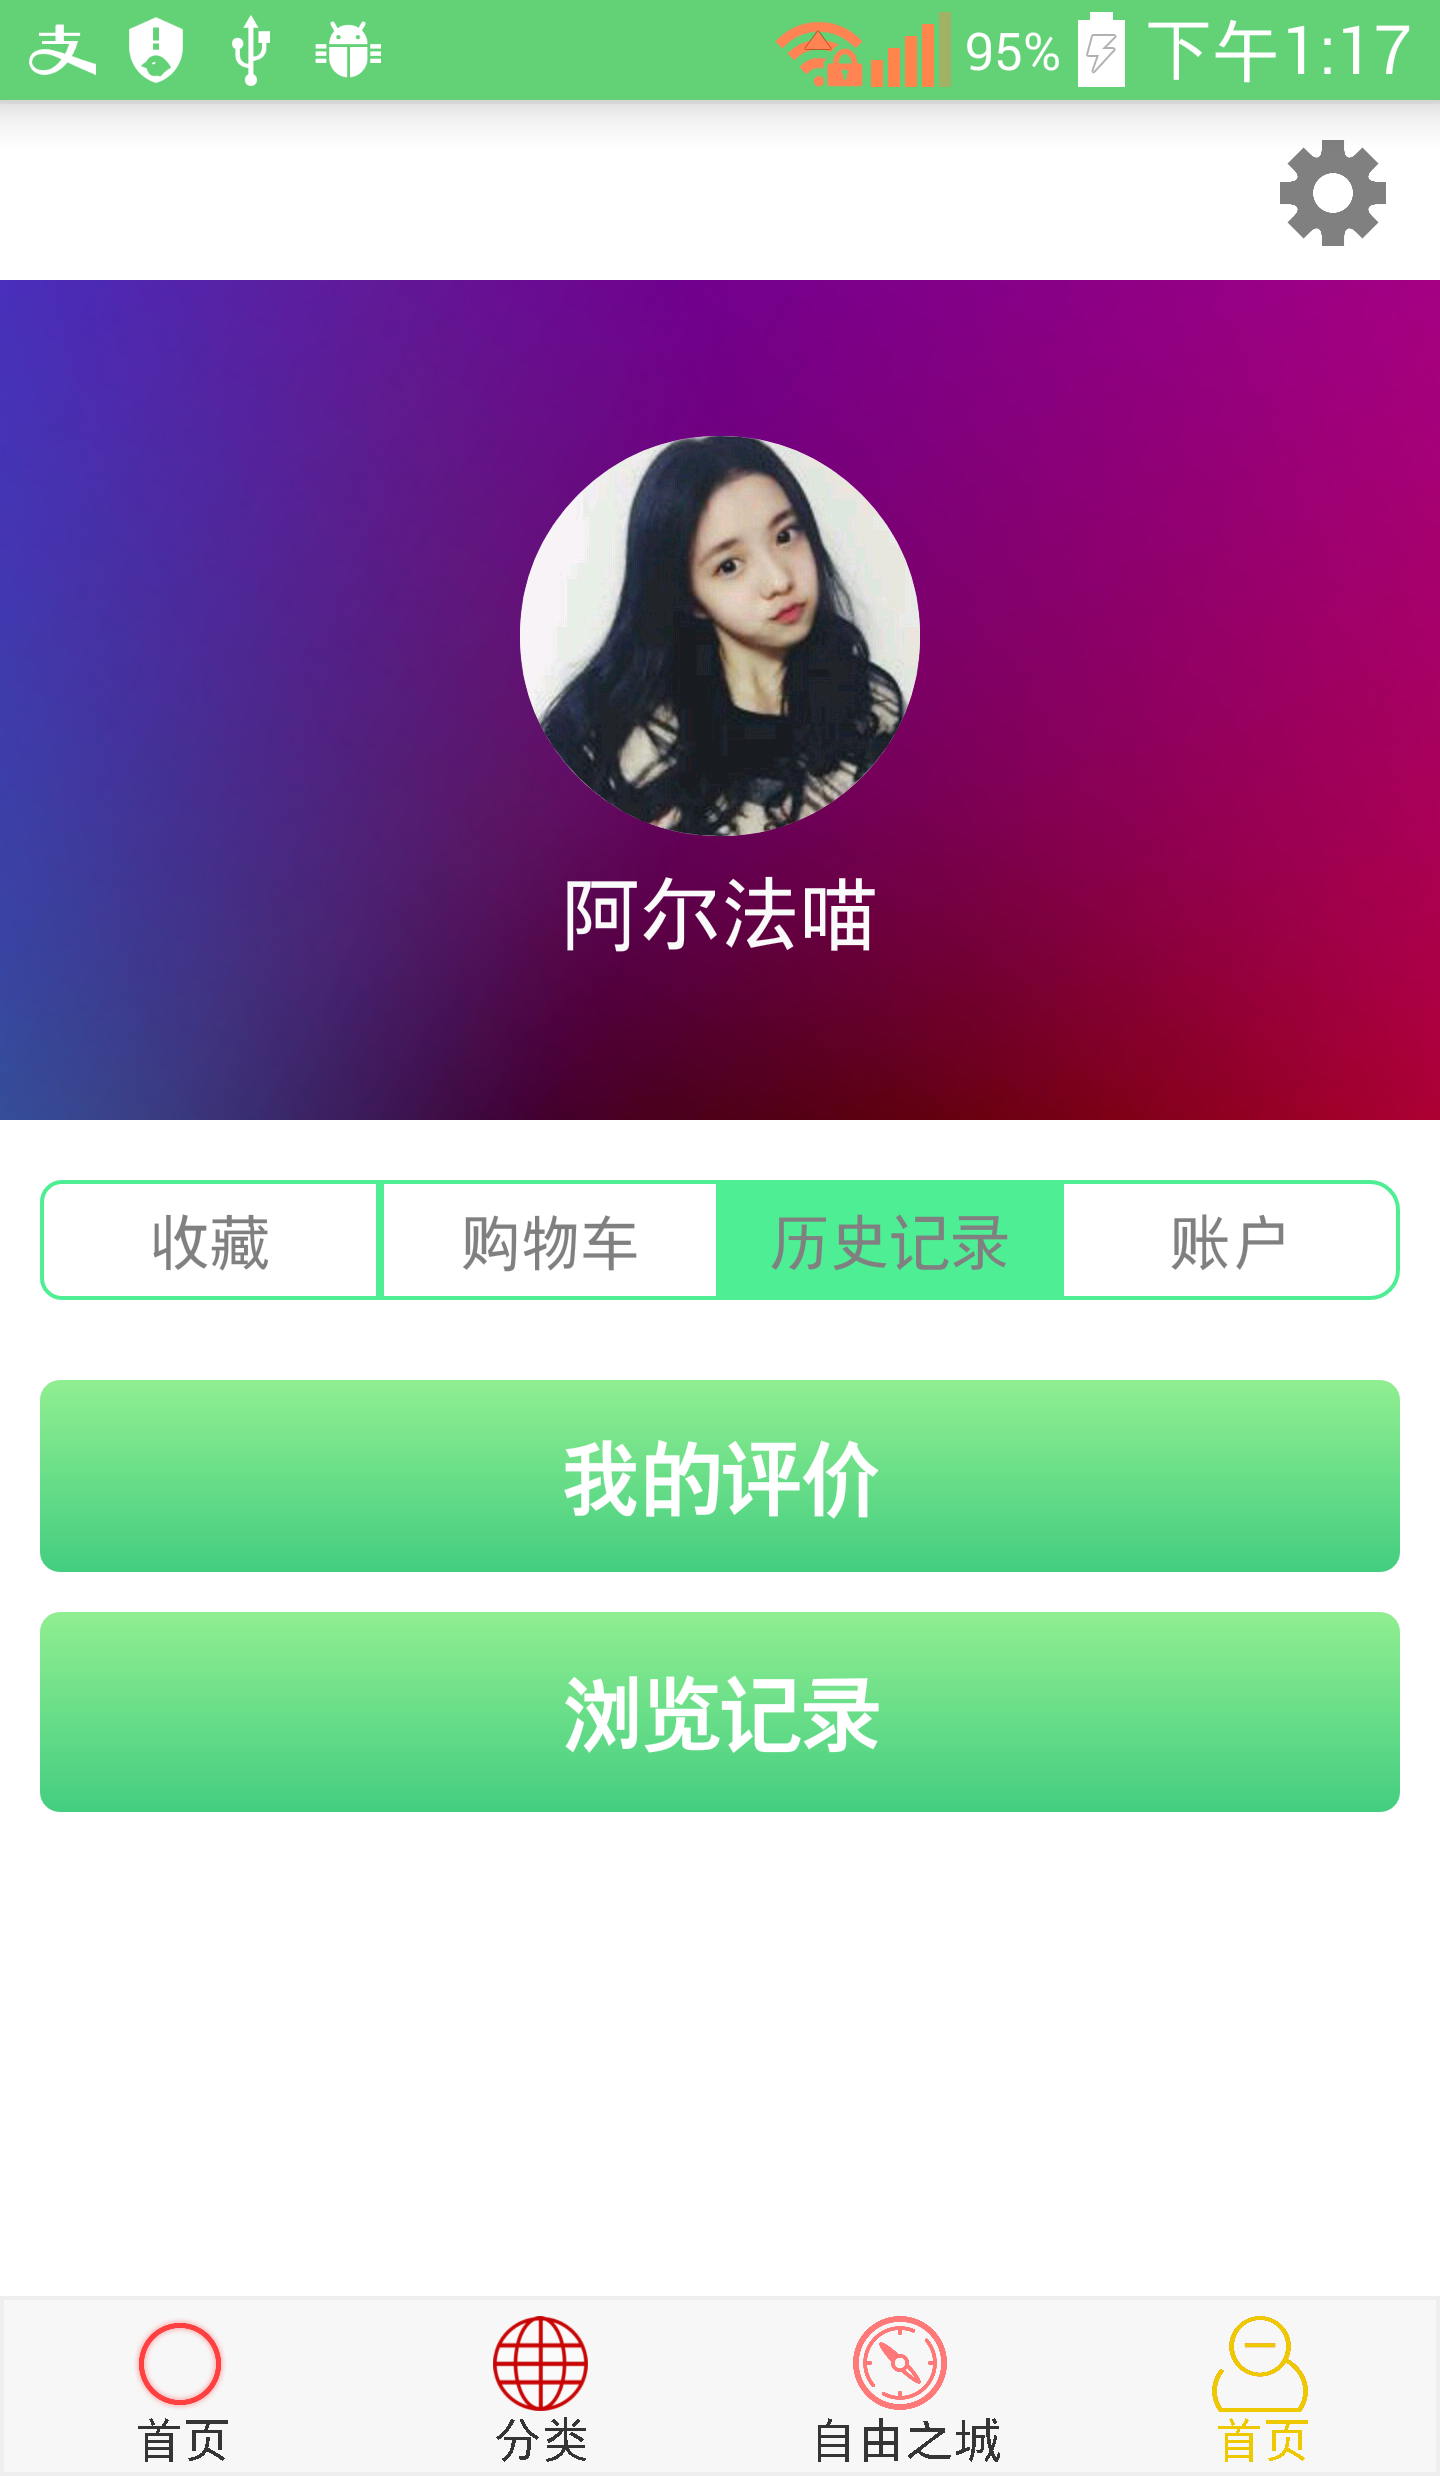 95% 下午1:17
阿尔法喵
收藏 购物车 历史记录 账户
我的评价
浏览记录
首页 分类 自由之城 首页